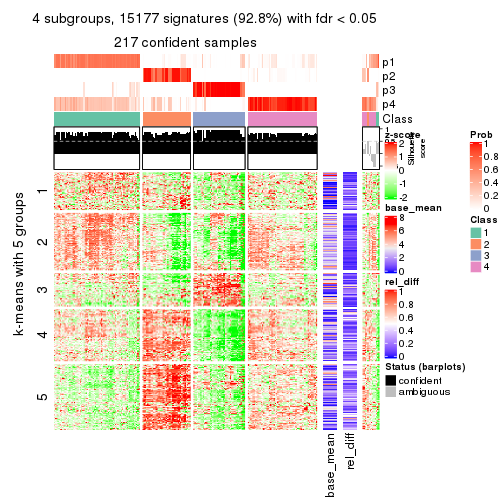 4 subgroups, 15177 signatures (92.8%) with fdr < 0.05
217 confident samples
p1
p2
p3
p4
Class
1
Silhouette
score
k-means with 5 groups
1
2
3
4
5
base_mean
rel_diff
z-score
2
1
0
-1
-2
base_mean
8
6
4
2
0
rel_diff
1
0.8
0.6
0.4
0.2
0
Status (barplots)
confident
ambiguous
Prob
1
0.8
0.6
0.4
0.2
0
Class
1
2
3
4